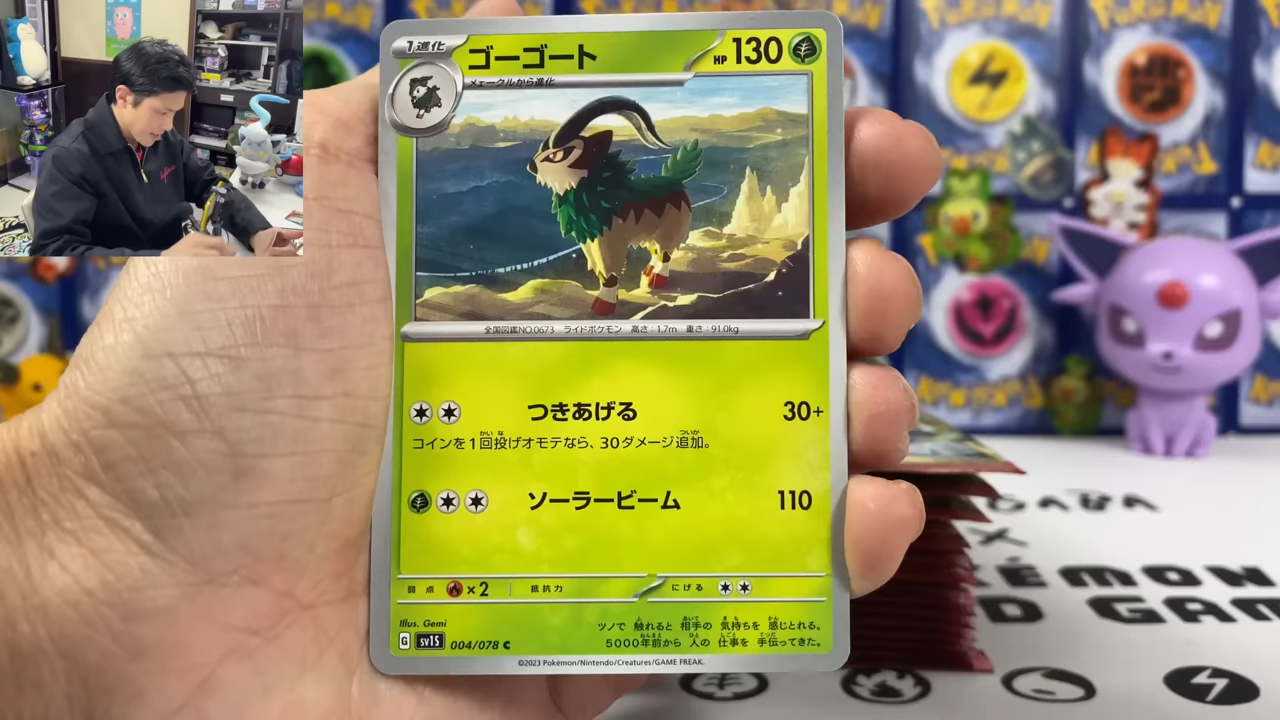 1進化
ゴーゴート
HP 130
メェークルから進化
全国図鑑NO.0673 ライドポケモン 高さ：1.7m 重さ：91.0kg
つきあげる 30+
コインを1回投げオモテなら、30ダメージ追加。
ソーラービーム 110
弱点 ×2 抵抗力 にげる
Illus. Gemi
ツノで 触れると 相手の 気持ちを 感じとれる。
5000年前から 人の 仕事を 手伝ってきた。
G sv1S 004/078 C
©2023 Pokémon/Nintendo/Creatures/GAME FREAK.
GABA
X
KÉMON
D GAM